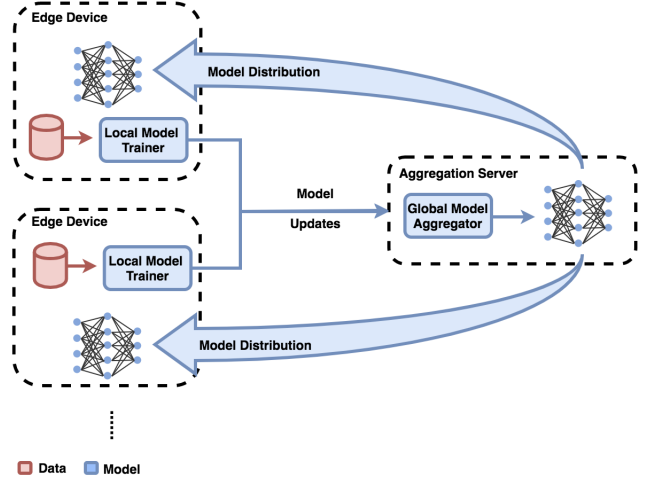 Edge Device
Model Distribution
Local Model
Trainer
Model
Updates
Aggregation Server
Global Model
Aggregator
Edge Device
Local Model
Trainer
Model Distribution
Data
Model